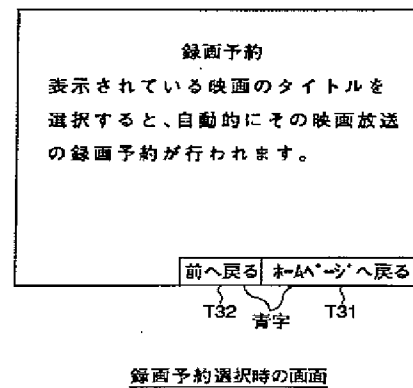 録画予約
表示されている映画のタイトルを
選択すると、自動的にその映画放送
の録画予約が行われます。
前へ戻る ホームページへ戻る
T32 青字 T31
録画予約選択時の画面